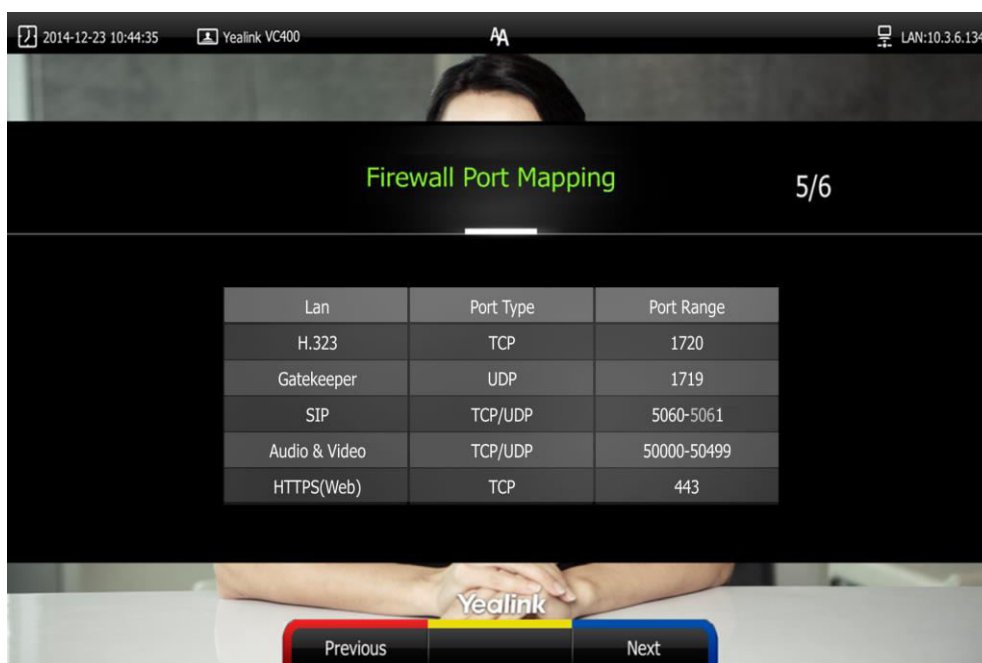 2014-12-23 10:44:35 Yealink VC400 AA LAN:10.3.6.134
Firewall Port Mapping 5/6
Lan Port Type Port Range
H.323 TCP 1720
Gatekeeper UDP 1719
SIP TCP/UDP 5060-5061
Audio & Video TCP/UDP 50000-50499
HTTPS(Web) TCP 443
Yealink
Previous Next